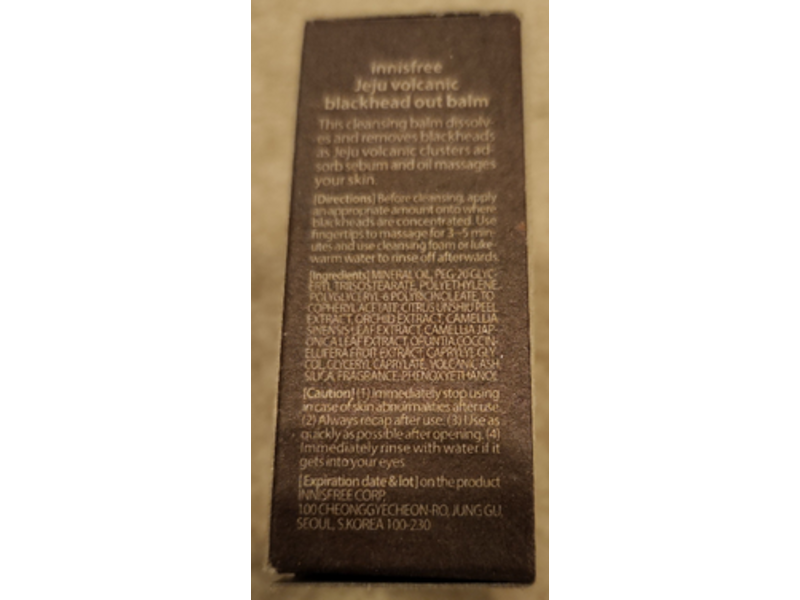 innisfree
Jeju volcanic
blackhead out balm
This cleansing balm dissolv-
es and removes blackheads
as Jeju volcanic clusters ad-
sorb sebum and oil massages
your skin.
[Directions] Before cleansing, apply
an appropriate amount onto where
blackheads are concentrated. Use
fingertips to massage for 3~5 min-
utes and use cleansing foam or luke-
warm water to rinse off afterwards.
[Ingredients] MINERAL OIL, PEG-20 GLYC-
ERYL TRIISOSTEARATE, POLYETHYLENE,
POLYGLYCERYL-6 POLYRICINOLEATE, TO-
COPHERYL ACETATE, CITRUS UNSHIU PEEL
EXTRACT, ORCHID EXTRACT, CAMELLIA
SINENSIS LEAF EXTRACT, CAMELLIA JAP-
ONICA LEAF EXTRACT, OPUNTIA COCCIN-
ELLIFERA FRUIT EXTRACT, CAPRYLYL GLY-
COL, GLYCERYL CAPRYLATE, VOLCANIC ASH,
SILICA, FRAGRANCE, PHENOXYETHANOL
[Caution] (1) Immediately stop using
in case of skin abnormalities after use.
(2) Always recap after use. (3) Use as
quickly as possible after opening. (4)
Immediately rinse with water if it
gets into your eyes.
[Expiration date & lot] on the product
INNISFREE CORP.
100 CHEONGGYECHEON-RO, JUNG GU,
SEOUL, S.KOREA 100-230